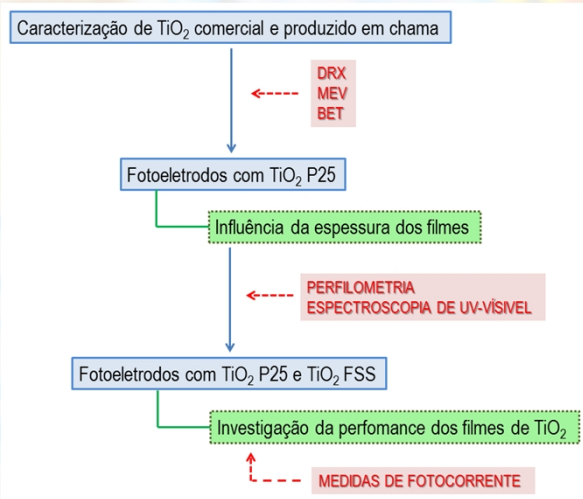 Caracterização de TiO₂ comercial e produzido em chama
DRX
MEV
BET
Fotoeletrodos com TiO₂ P25
Influência da espessura dos filmes
PERFILOMETRIA
ESPECTROSCOPIA DE UV-VÍSIVEL
Fotoeletrodos com TiO₂ P25 e TiO₂ FSS
Investigação da perfomance dos filmes de TiO₂
MEDIDAS DE FOTOCORRENTE